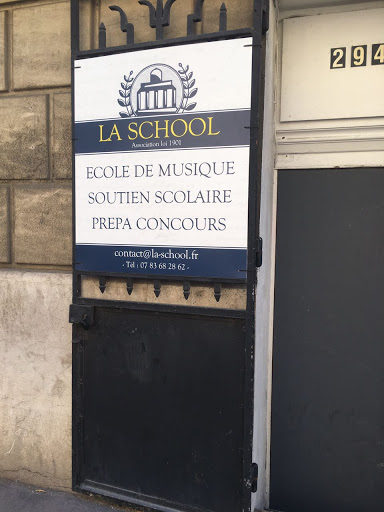 LA SCHOOL
Association loi 1901
ECOLE DE MUSIQUE
SOUTIEN SCOLAIRE
PREPA CONCOURS
contact@la-school.fr
- Tél : 07 83 68 28 62 -
294